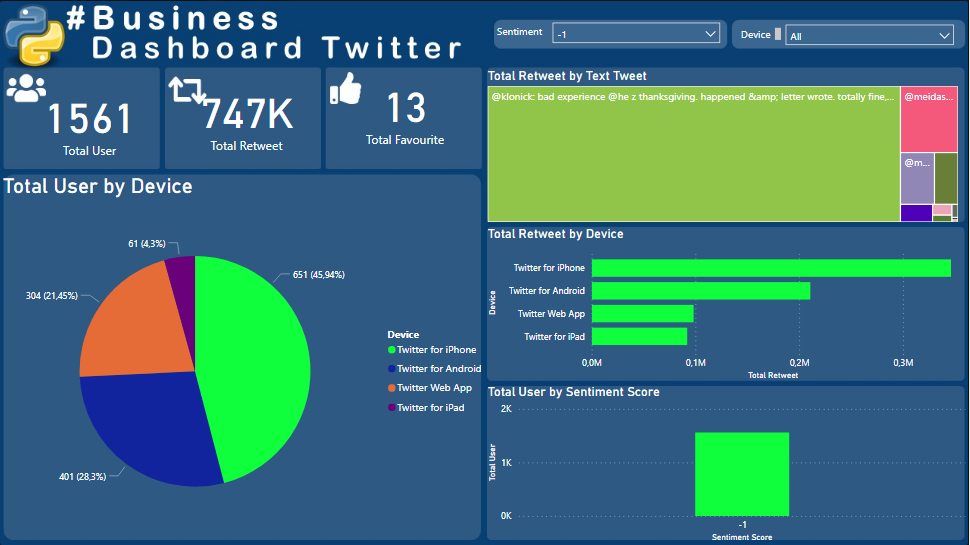 #Business
Dashboard Twitter
Sentiment
-1
Device
All
1561
Total User
747K
Total Retweet
13
Total Favourite
Total User by Device
61 (4,3%)
651 (45,94%)
304 (21,45%)
401 (28,3%)
Device
Twitter for iPhone
Twitter for Android
Twitter Web App
Twitter for iPad
Total Retweet by Text Tweet
@klonick: bad experience @he z thanksgiving. happened &amp; letter wrote. totally fine,...
@meidas...
@m...
Total Retweet by Device
Device
Twitter for iPhone
Twitter for Android
Twitter Web App
Twitter for iPad
0,0M
0,1M
0,2M
0,3M
Total Retweet
Total User by Sentiment Score
Total User
2K
1K
0K
-1
Sentiment Score